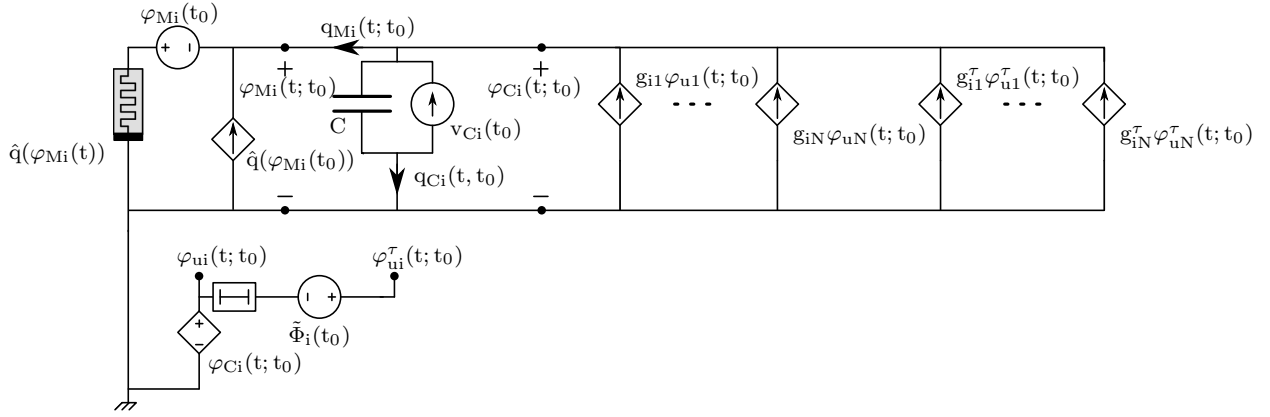 φMi(t0)
qMi(t; t0)
+
−
+
+
gi1φu1(t; t0)
gτi1φτu1(t; t0)
φMi(t; t0)
φCi(t; t0)
C
vCi(t0)
giNφuN(t; t0)
gτiNφτuN(t; t0)
q̂(φMi(t))
q̂(φMi(t0))
qCi(t, t0)
−
−
φui(t; t0)
φτui(t; t0)
−
+
+
−
Φ̃i(t0)
φCi(t; t0)